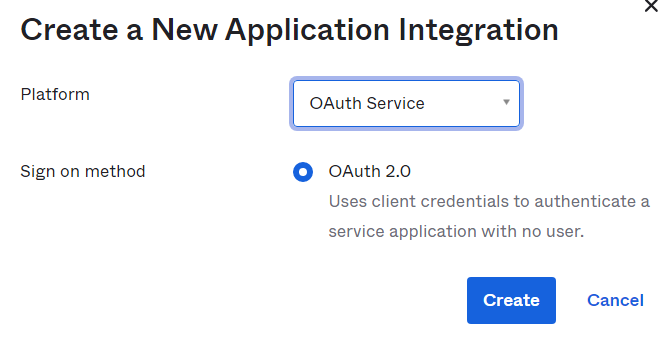 Create a New Application Integration
Platform
OAuth Service
Sign on method
OAuth 2.0
Uses client credentials to authenticate a
service application with no user.
Create
Cancel